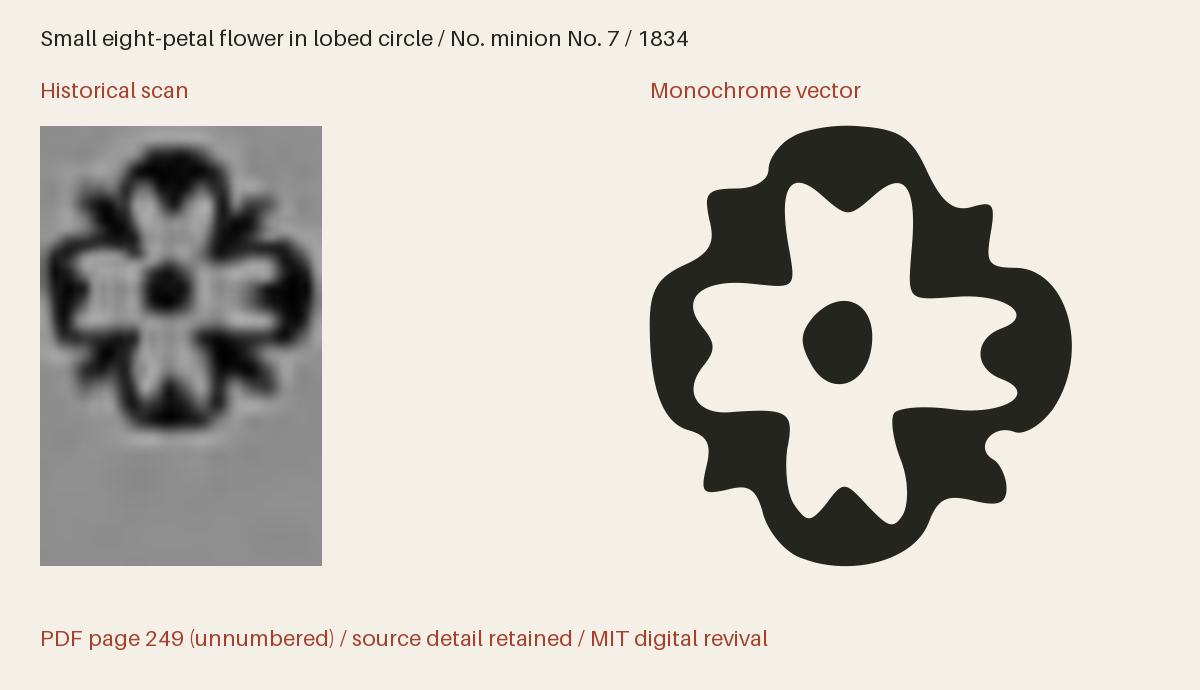 Small eight-petal flower in lobed circle / No. minion No. 7 / 1834
Historical scan
Monochrome vector
PDF page 249 (unnumbered) / source detail retained / MIT digital revival